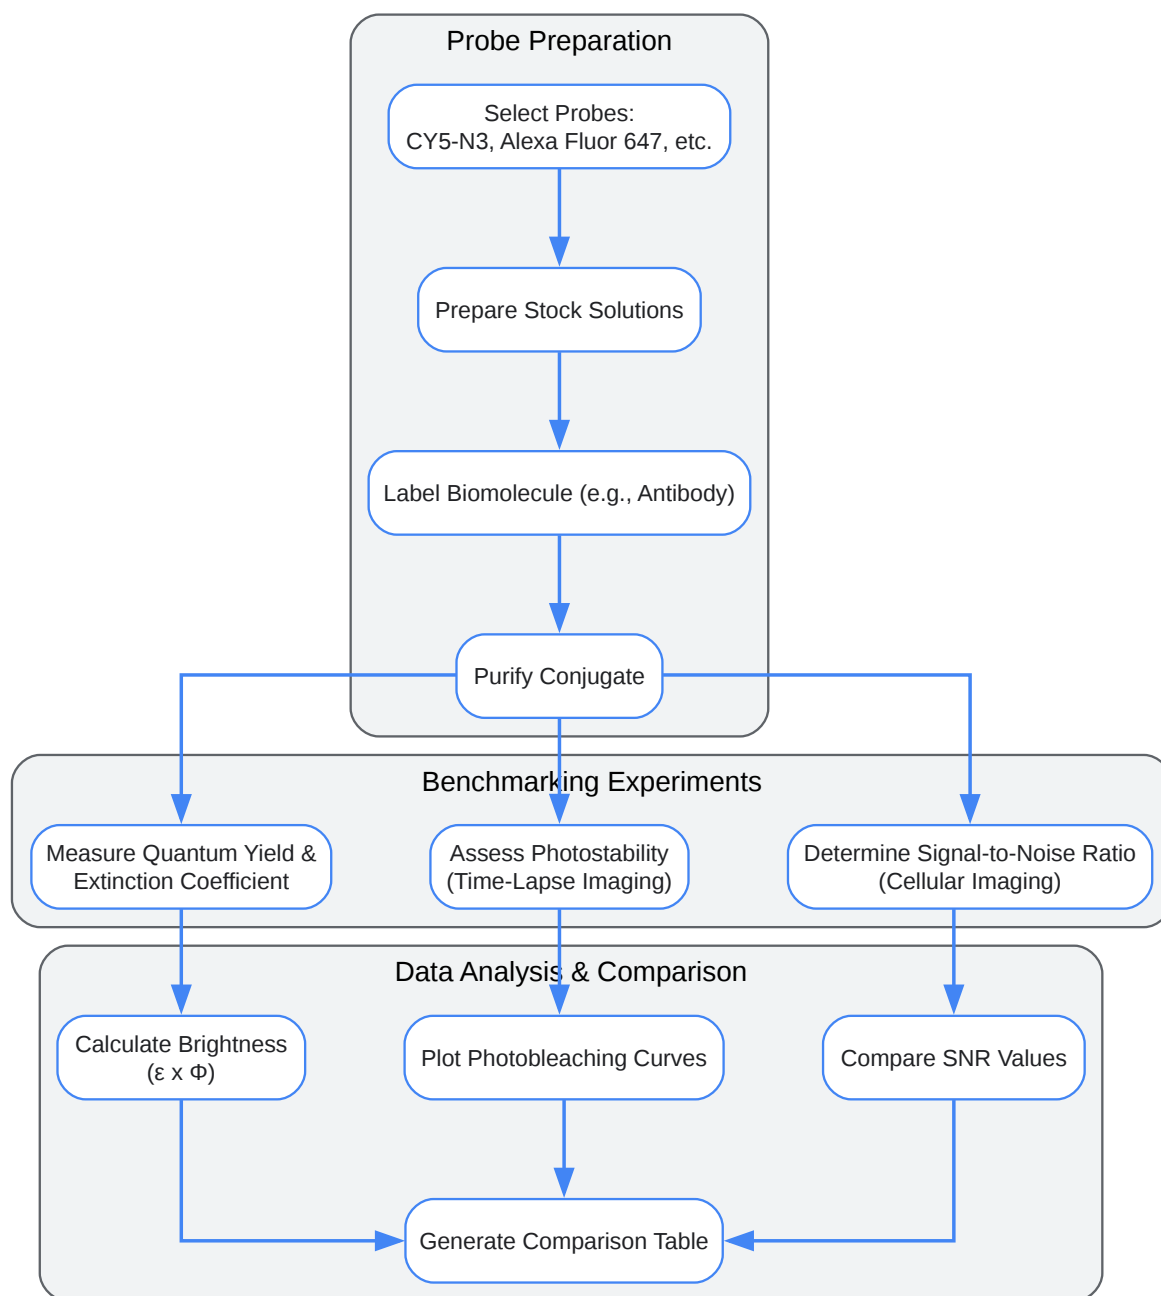 Probe Preparation
Select Probes:
CY5-N3, Alexa Fluor 647, etc.
Prepare Stock Solutions
Label Biomolecule (e.g., Antibody)
Purify Conjugate
Benchmarking Experiments
Measure Quantum Yield &
Extinction Coefficient
Assess Photostability
(Time-Lapse Imaging)
Determine Signal-to-Noise Ratio
(Cellular Imaging)
Data Analysis & Comparison
Calculate Brightness
(ε x Φ)
Plot Photobleaching Curves
Compare SNR Values
Generate Comparison Table